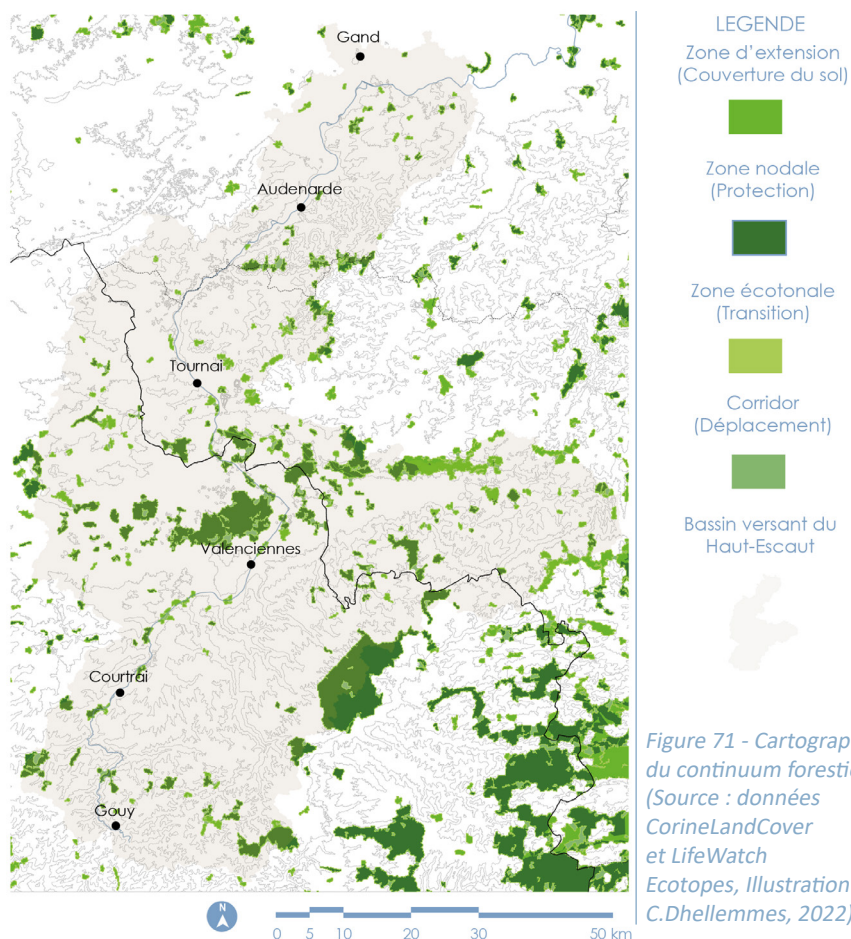 Gand
Audenarde
Tournai
Valenciennes
Courtrai
Gouy
N
0 5 10 20 30 50 km
LEGENDE
Zone d'extension
(Couverture du sol)
Zone nodale
(Protection)
Zone écotonale
(Transition)
Corridor
(Déplacement)
Bassin versant du
Haut-Escaut
Figure 71 - Cartograp
du continuum foresti
(Source : données
CorineLandCover
et LifeWatch
Ecotopes, Illustration
C.Dhellemmes, 2022)